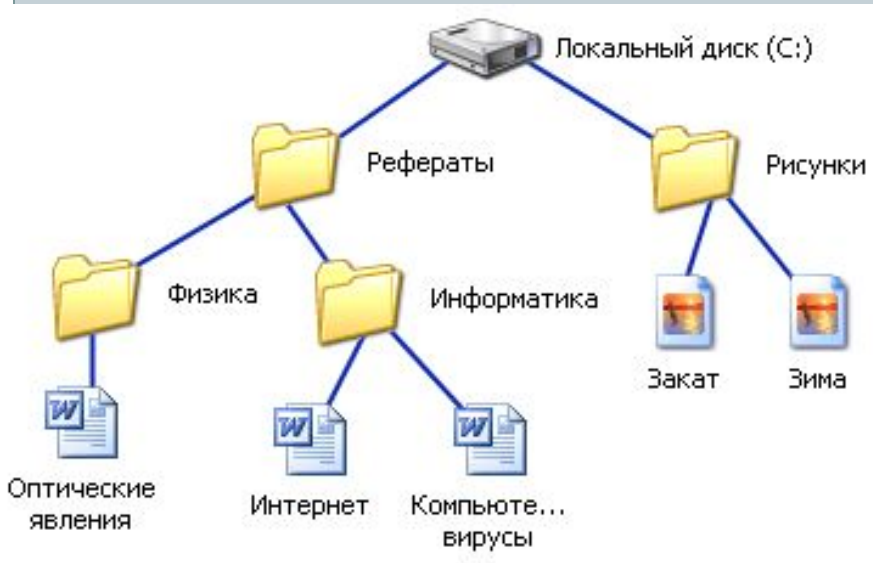 Локальный диск (C:)
Рефераты
Рисунки
Физика
Информатика
Закат
Зима
Оптические
явления
Интернет
Компьюте...
вирусы